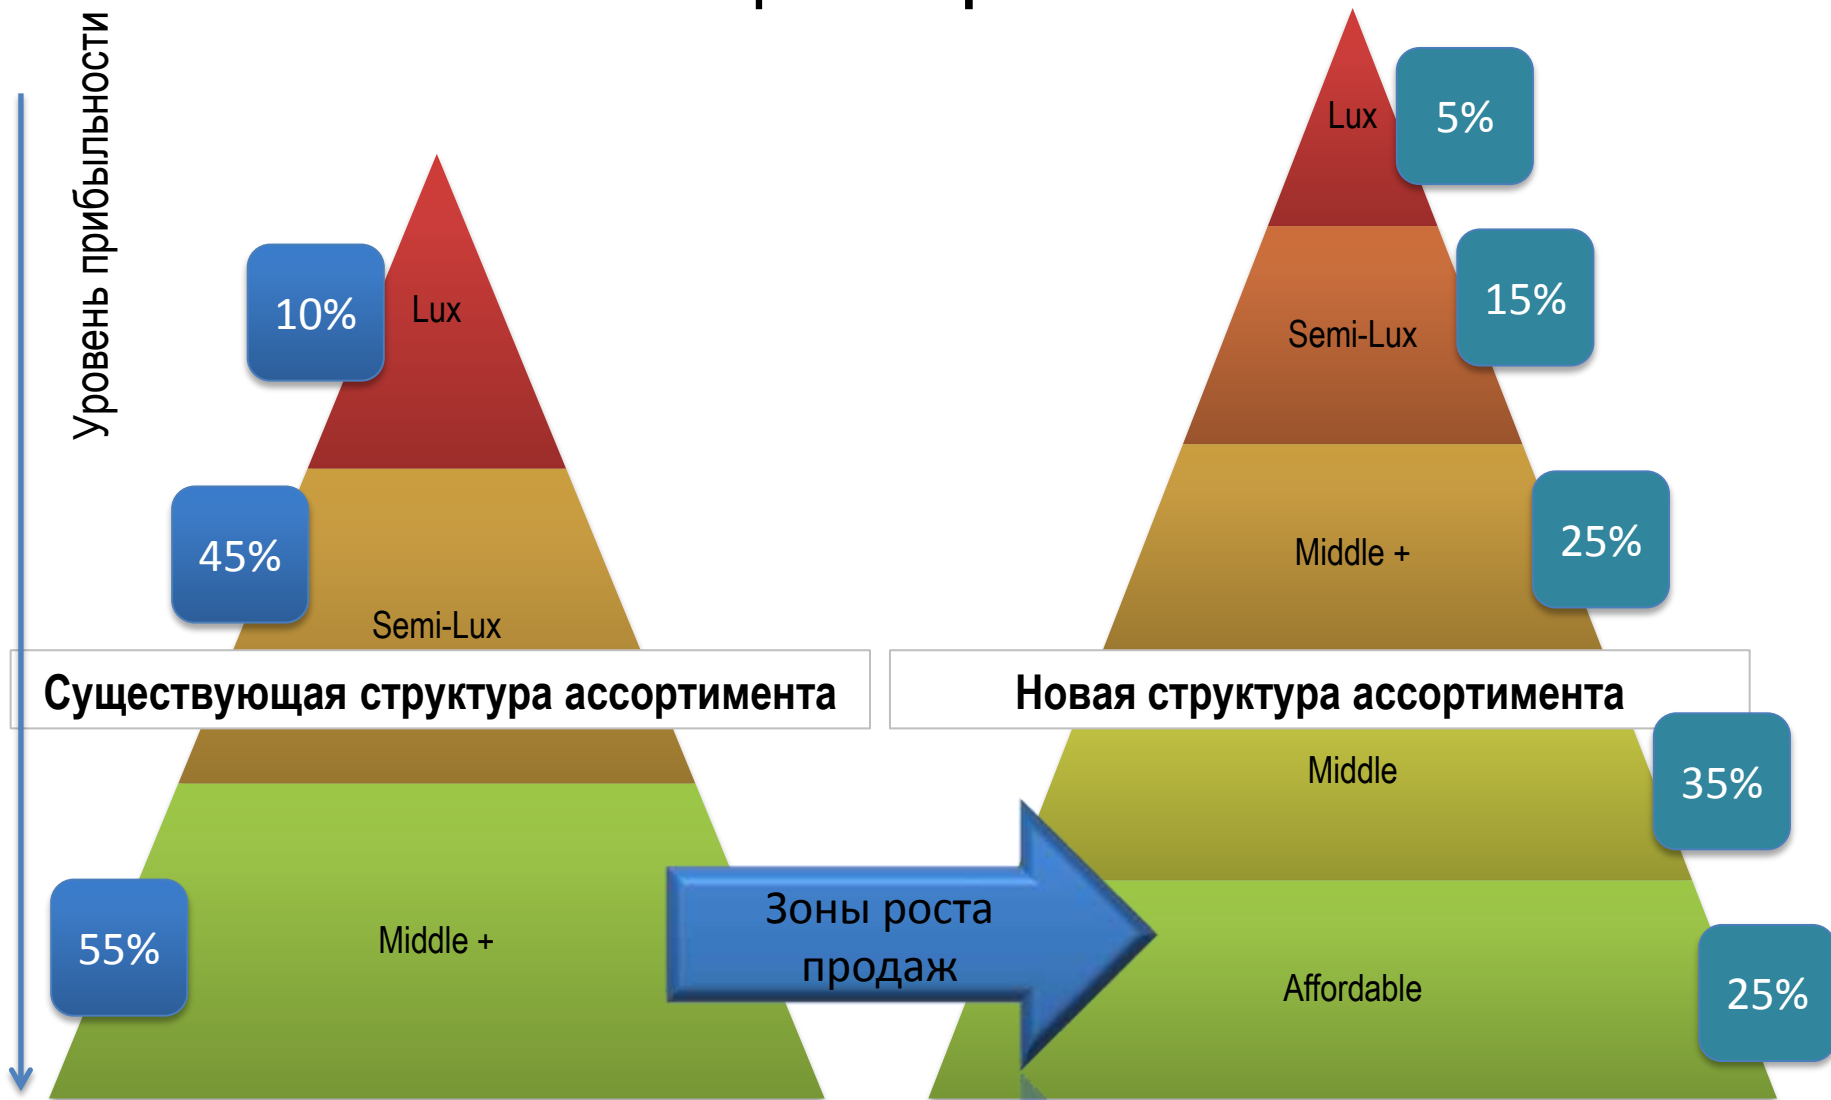 Уровень прибыльности
Lux
5%
15%
Semi-Lux
10%
Lux
45%
Semi-Lux
Middle +
25%
Существующая структура ассортимента
Новая структура ассортимента
Middle
35%
55%
Middle +
Зоны роста
продаж
Affordable
25%